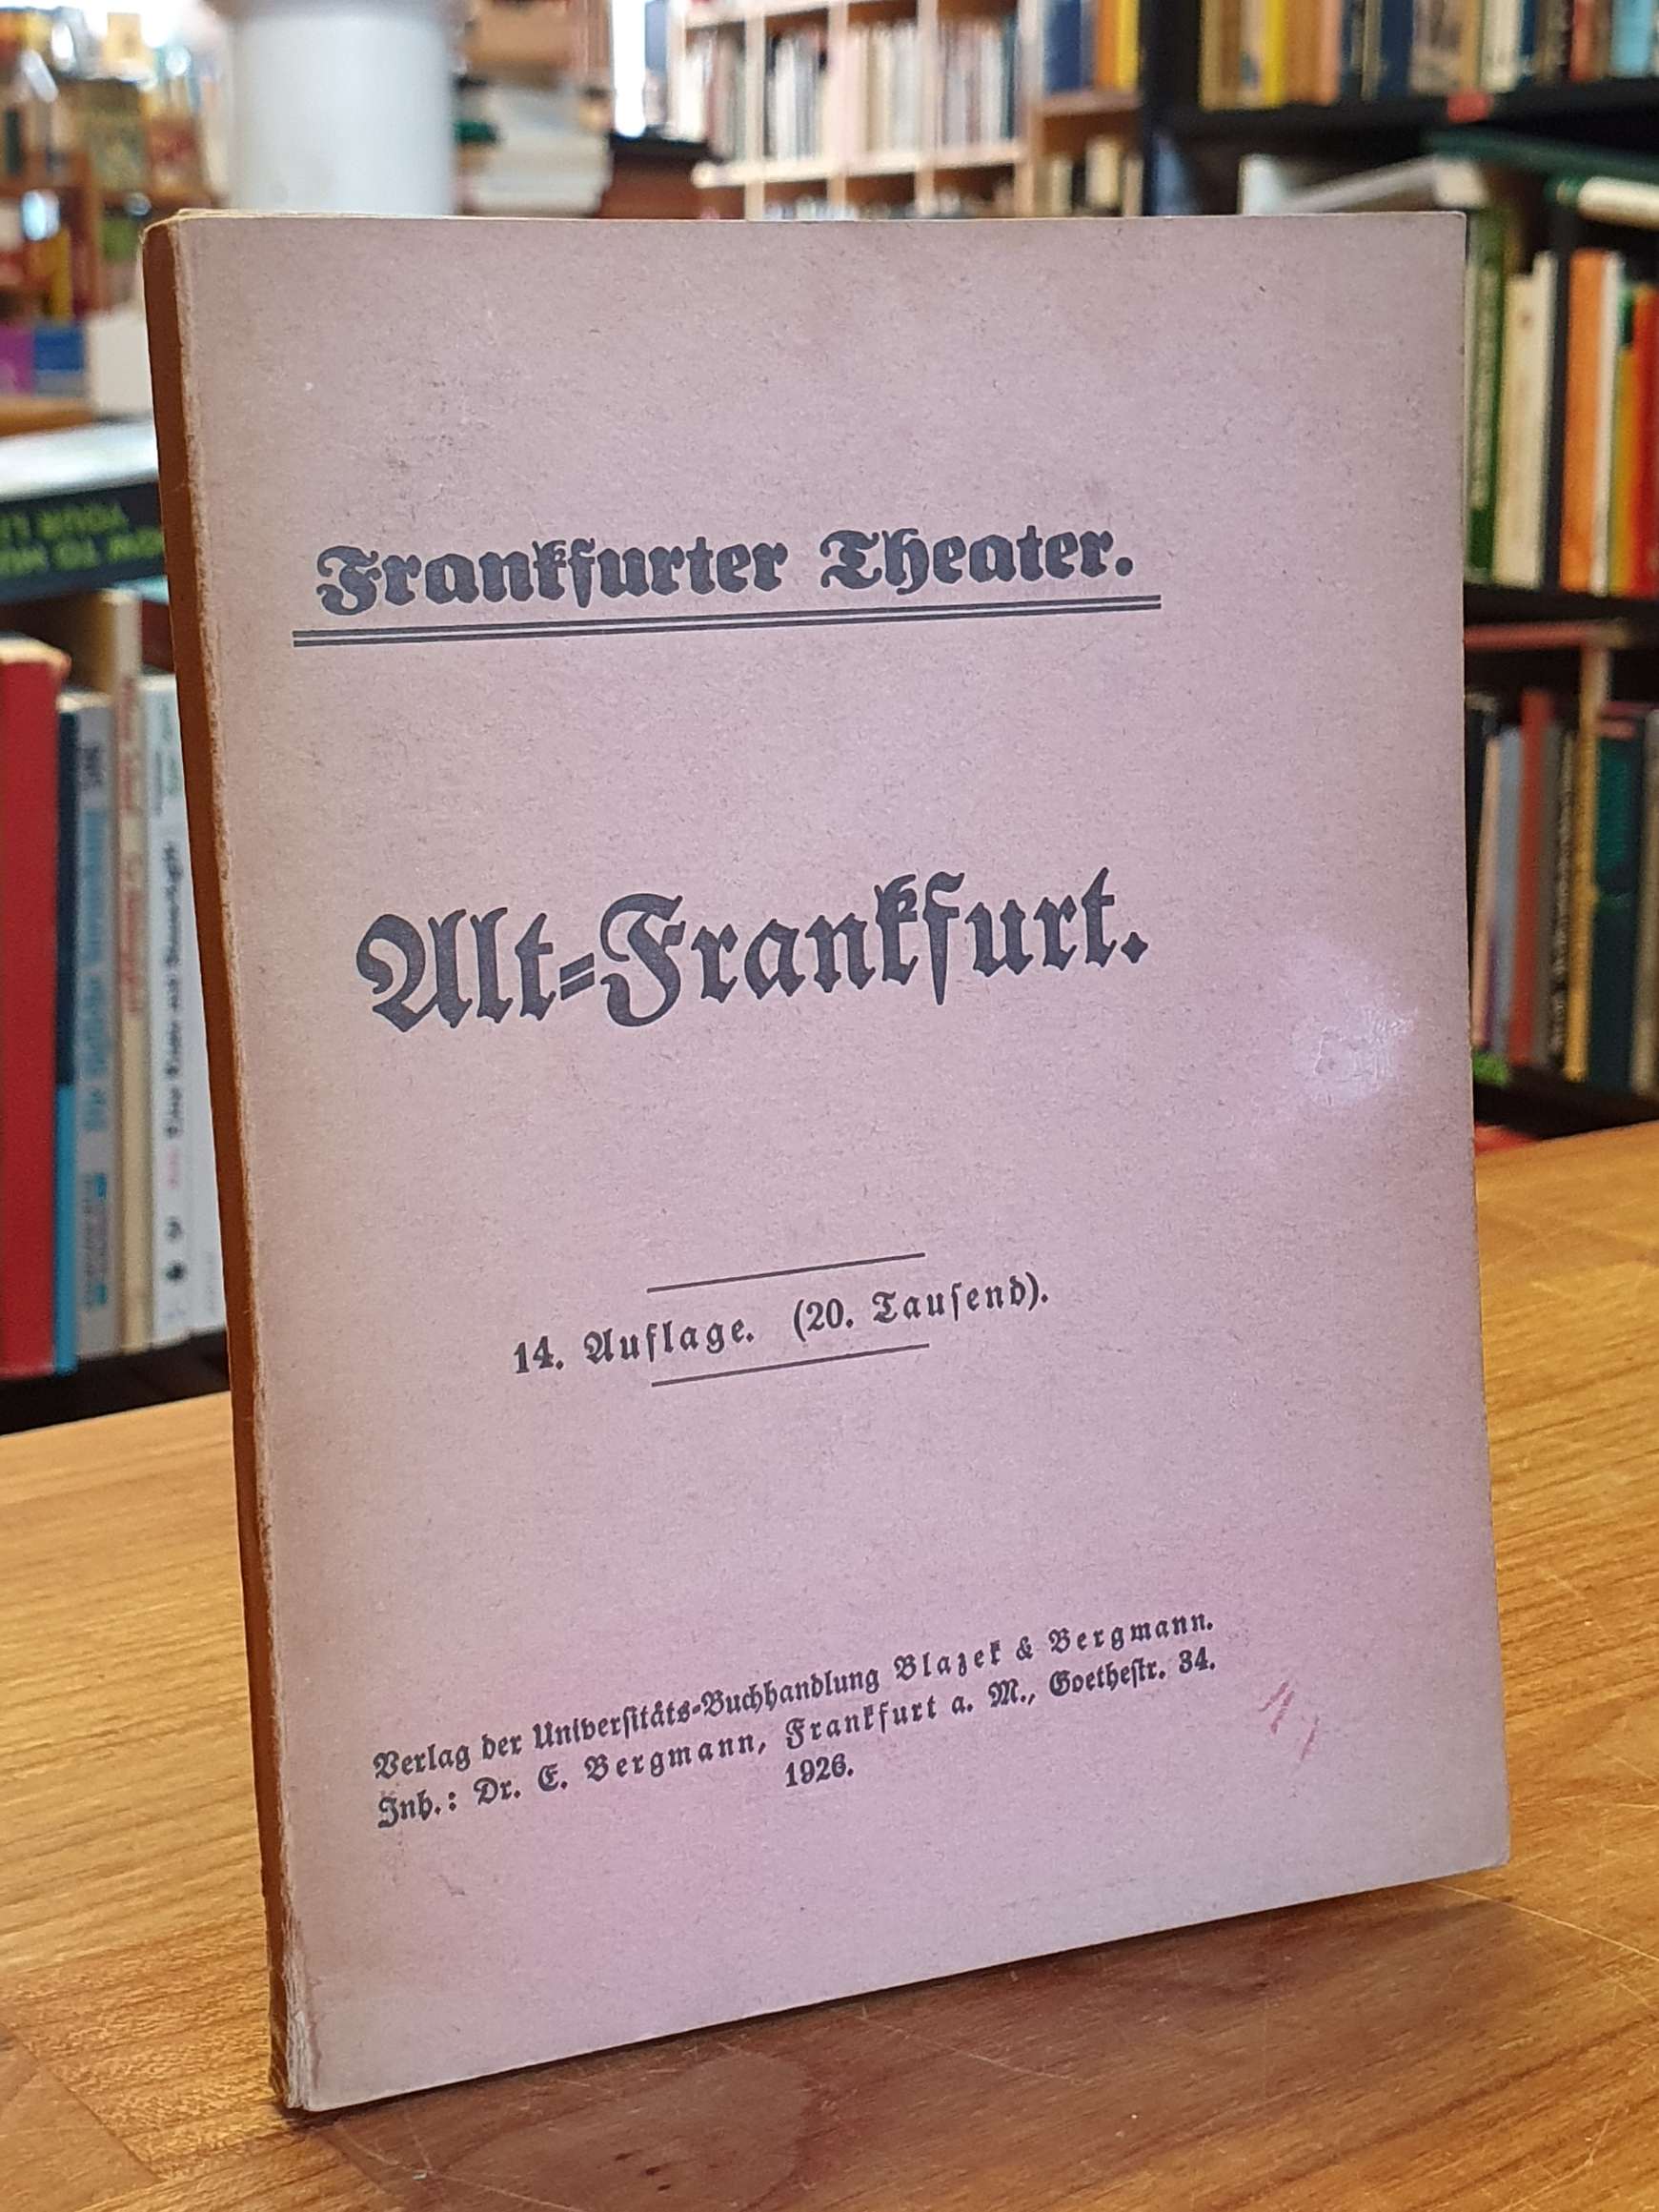 Frankfurter Theater.
Alt=Frankfurt.
14. Auflage. (20. Tauſend).
Verlag der Univerſitäts-Buchhandlung Blazek & Bergmann.
Inh.: Dr. E. Bergmann, Frankfurt a. M., Goetheſtr. 34.
1926.
YOUR